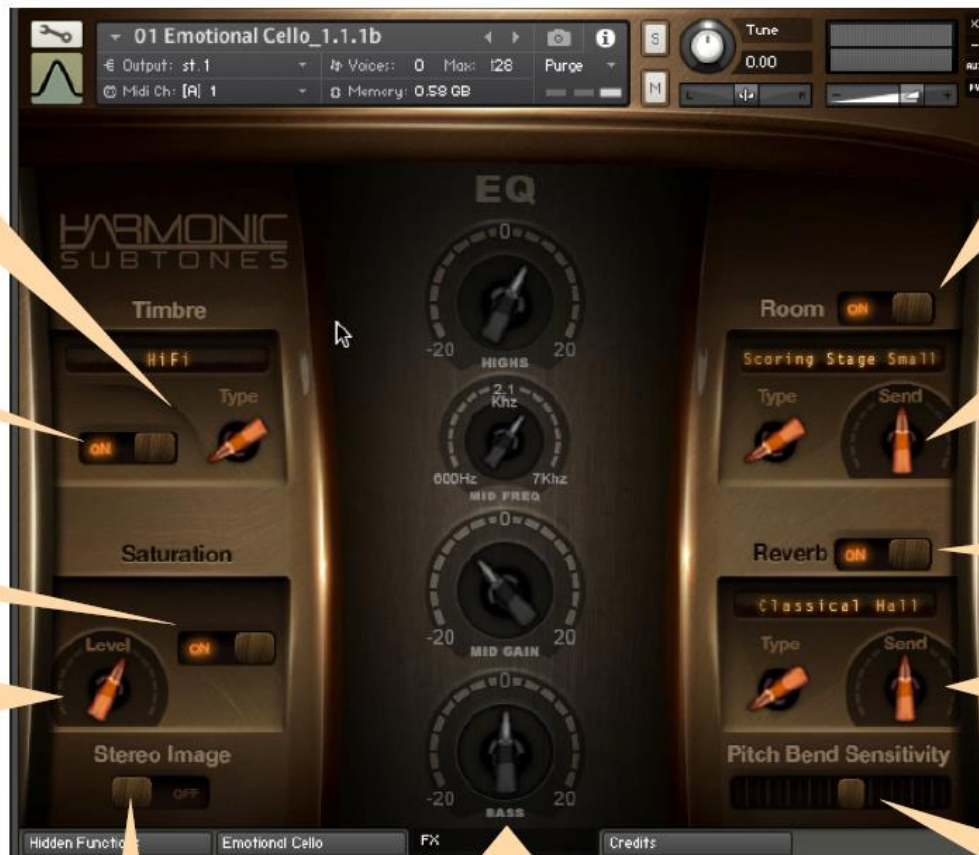 01 Emotional Cello_1.1.1b
Output: st.1
Voices: 0 Max: 128
Purge
Midi Ch: [A] 1
Memory: 0.58 GB
S
M
Tune
0.00
L R
- +
AUX
HARMONIC
SUBTONES
EQ
0
-20 20
HIGHS
2.1
Khz
600Hz 7Khz
MID FREQ
0
-20 20
MID GAIN
0
-20 20
BASS
Timbre
HiFi
Type
ON
Saturation
Level
ON
Stereo Image
OFF
Room ON
Scoring Stage Small
Type Send
Reverb ON
Classical Hall
Type Send
Pitch Bend Sensitivity
Emotional Cello
FX
Credits